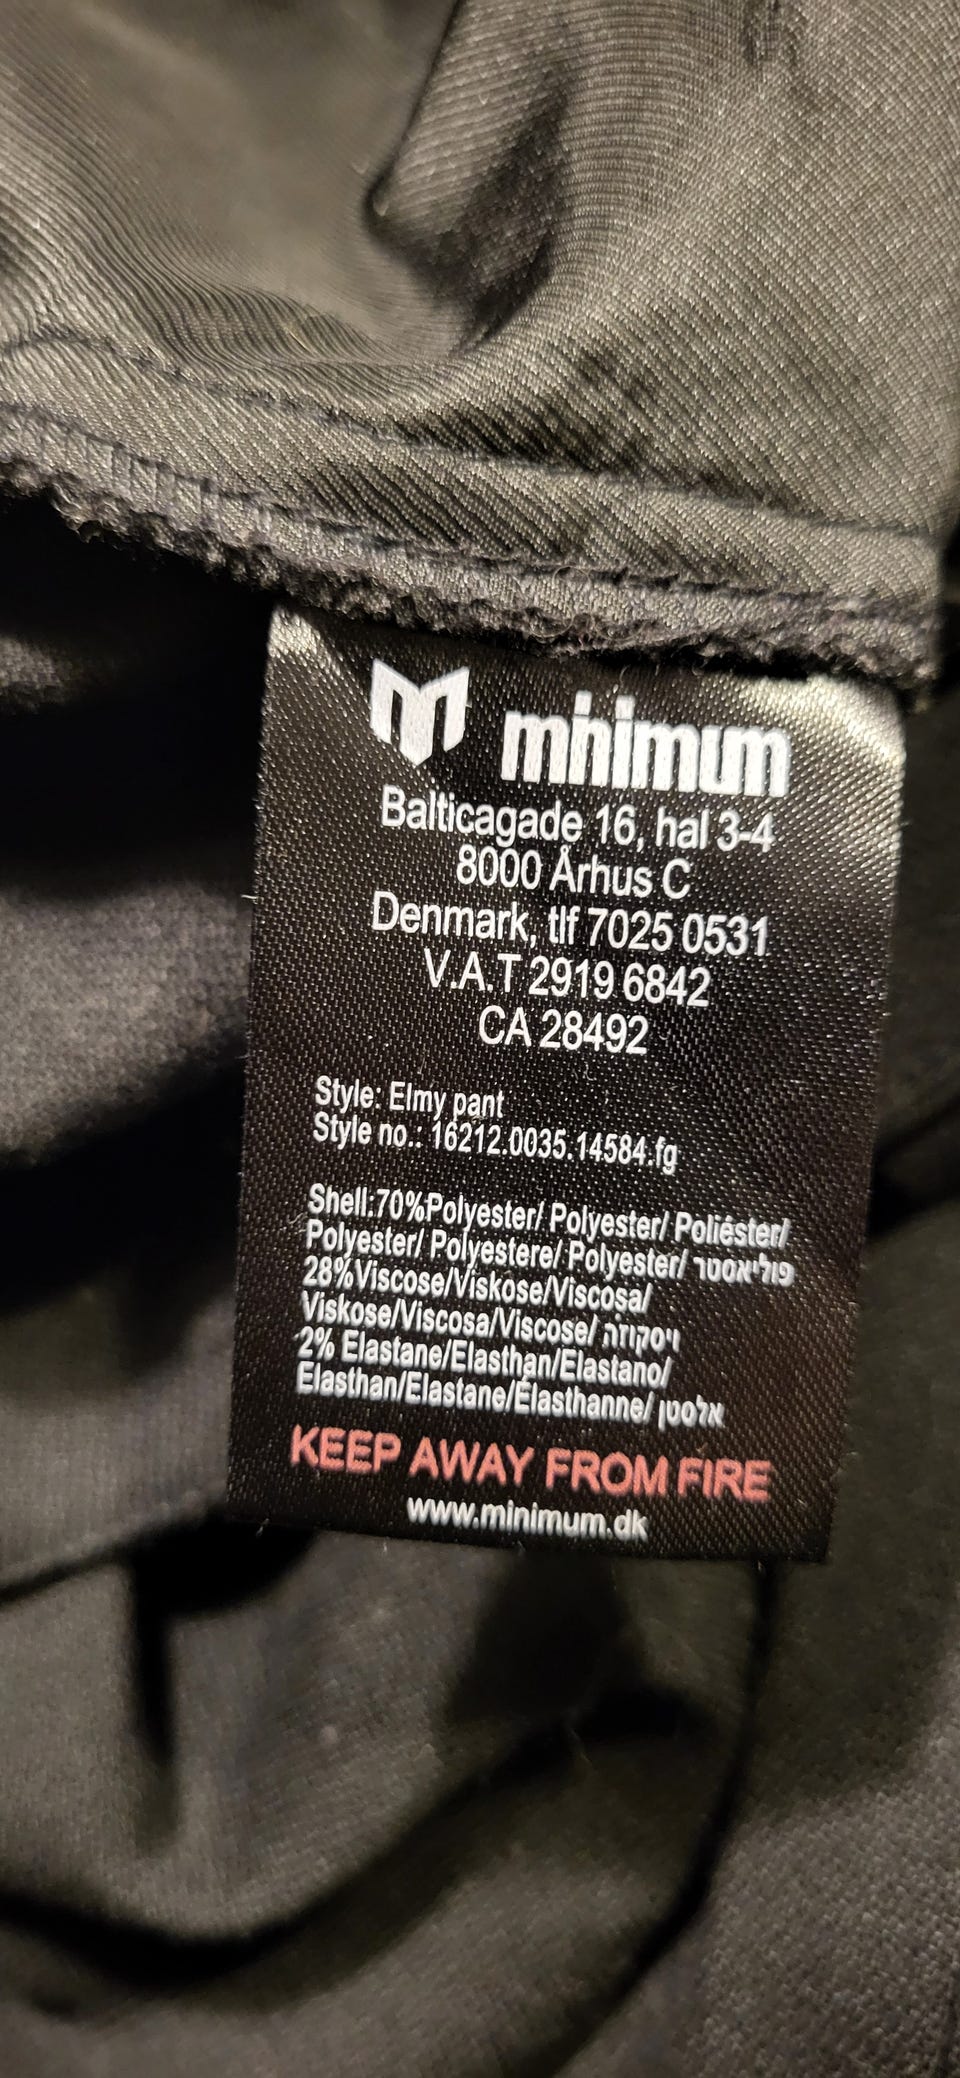 minimum
Balticagade 16, hal 3-4
8000 Århus C
Denmark, tlf 7025 0531
V.A.T 2919 6842
CA 28492
Style: Elmy pant
Style no.: 16212.0035.14584.fg
Shell:70%Polyester/ Polyester/ Poliéster/
Polyester/ Polyestere/ Polyester/ פוליאסטר
28%Viscose/Viskose/Viscosa/
Viskose/Viscosa/Viscose/ ויסקוזה
2% Elastane/Elasthan/Elastano/
Elasthan/Elastane/Élasthanne/ אלסטן
KEEP AWAY FROM FIRE
www.minimum.dk